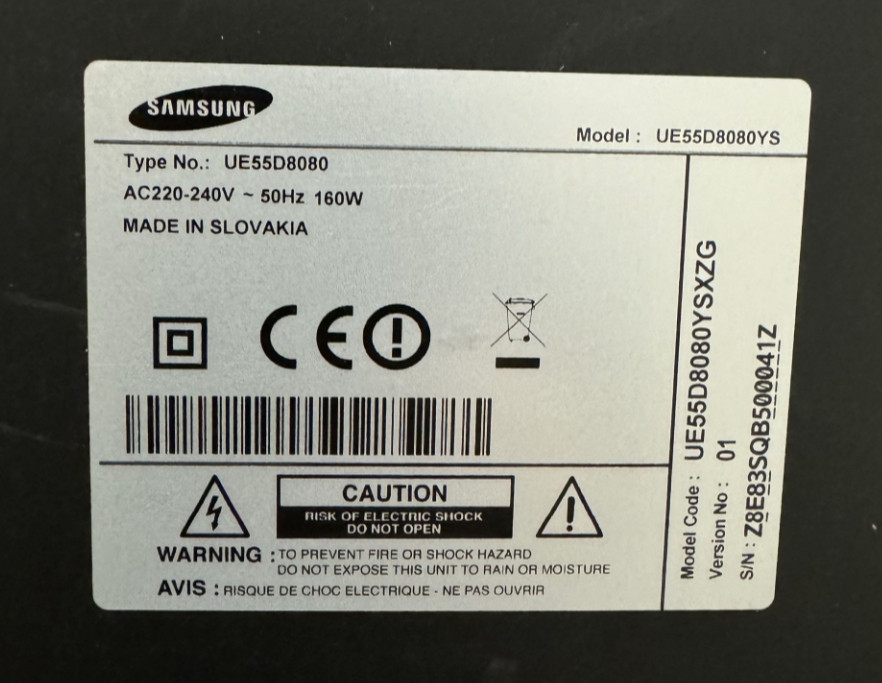 SAMSUNG
Model : UE55D8080YS
Type No.: UE55D8080
AC220-240V ~ 50Hz 160W
MADE IN SLOVAKIA
CE
CAUTION
RISK OF ELECTRIC SHOCK
DO NOT OPEN
WARNING : TO PREVENT FIRE OR SHOCK HAZARD
DO NOT EXPOSE THIS UNIT TO RAIN OR MOISTURE
AVIS : RISQUE DE CHOC ELECTRIQUE - NE PAS OUVRIR
Model Code : UE55D8080YSXZG
Version No : 01
S/N : Z8E83SQB500041Z